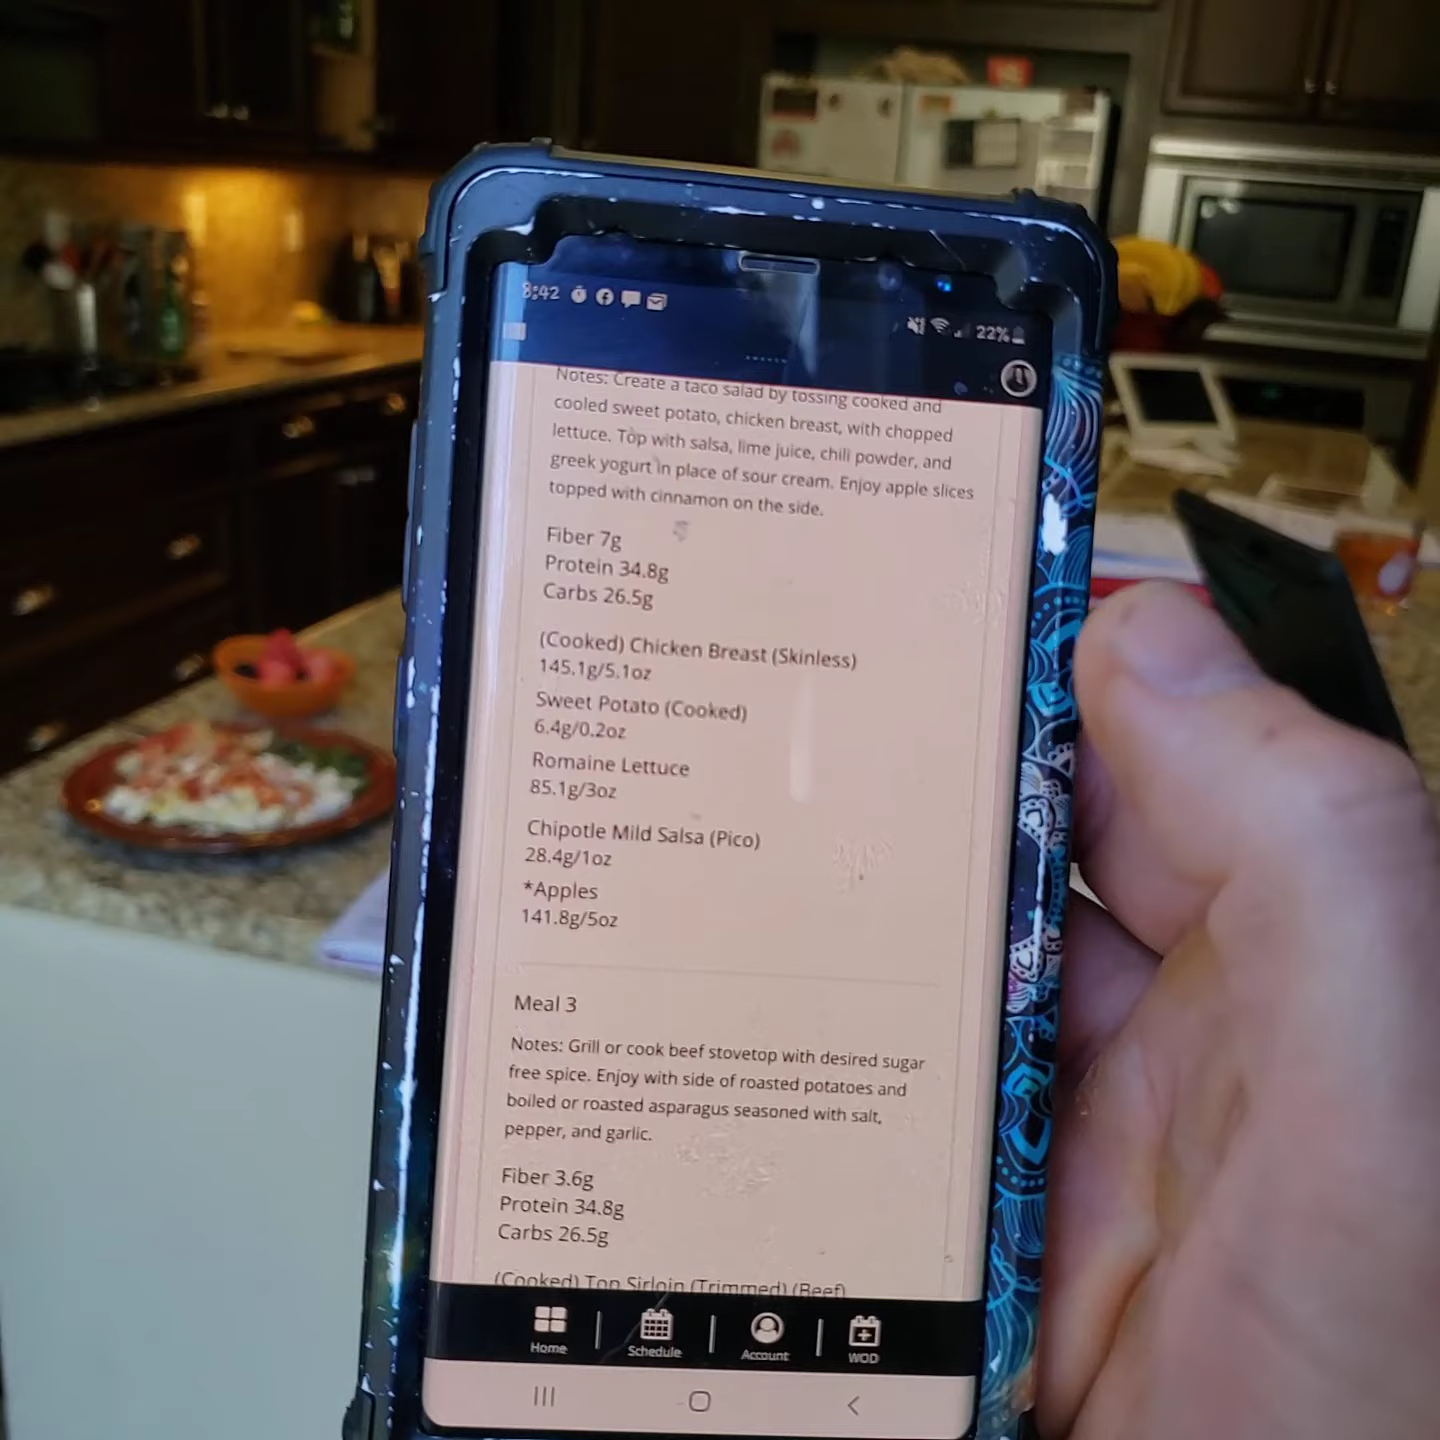 8:42
22%
Notes: Create a taco salad by tossing cooked and
cooled sweet potato, chicken breast, with chopped
lettuce. Top with salsa, lime juice, chili powder, and
greek yogurt in place of sour cream. Enjoy apple slices
topped with cinnamon on the side.
Fiber 7g
Protein 34.8g
Carbs 26.5g
(Cooked) Chicken Breast (Skinless)
145.1g/5.1oz
Sweet Potato (Cooked)
6.4g/0.2oz
Romaine Lettuce
85.1g/3oz
Chipotle Mild Salsa (Pico)
28.4g/1oz
*Apples
141.8g/5oz
Meal 3
Notes: Grill or cook beef stovetop with desired sugar
free spice. Enjoy with side of roasted potatoes and
boiled or roasted asparagus seasoned with salt,
pepper, and garlic.
Fiber 3.6g
Protein 34.8g
Carbs 26.5g
(Cooked) Top Sirloin (Trimmed) (Beef)
Home
Schedule
Account
WOD